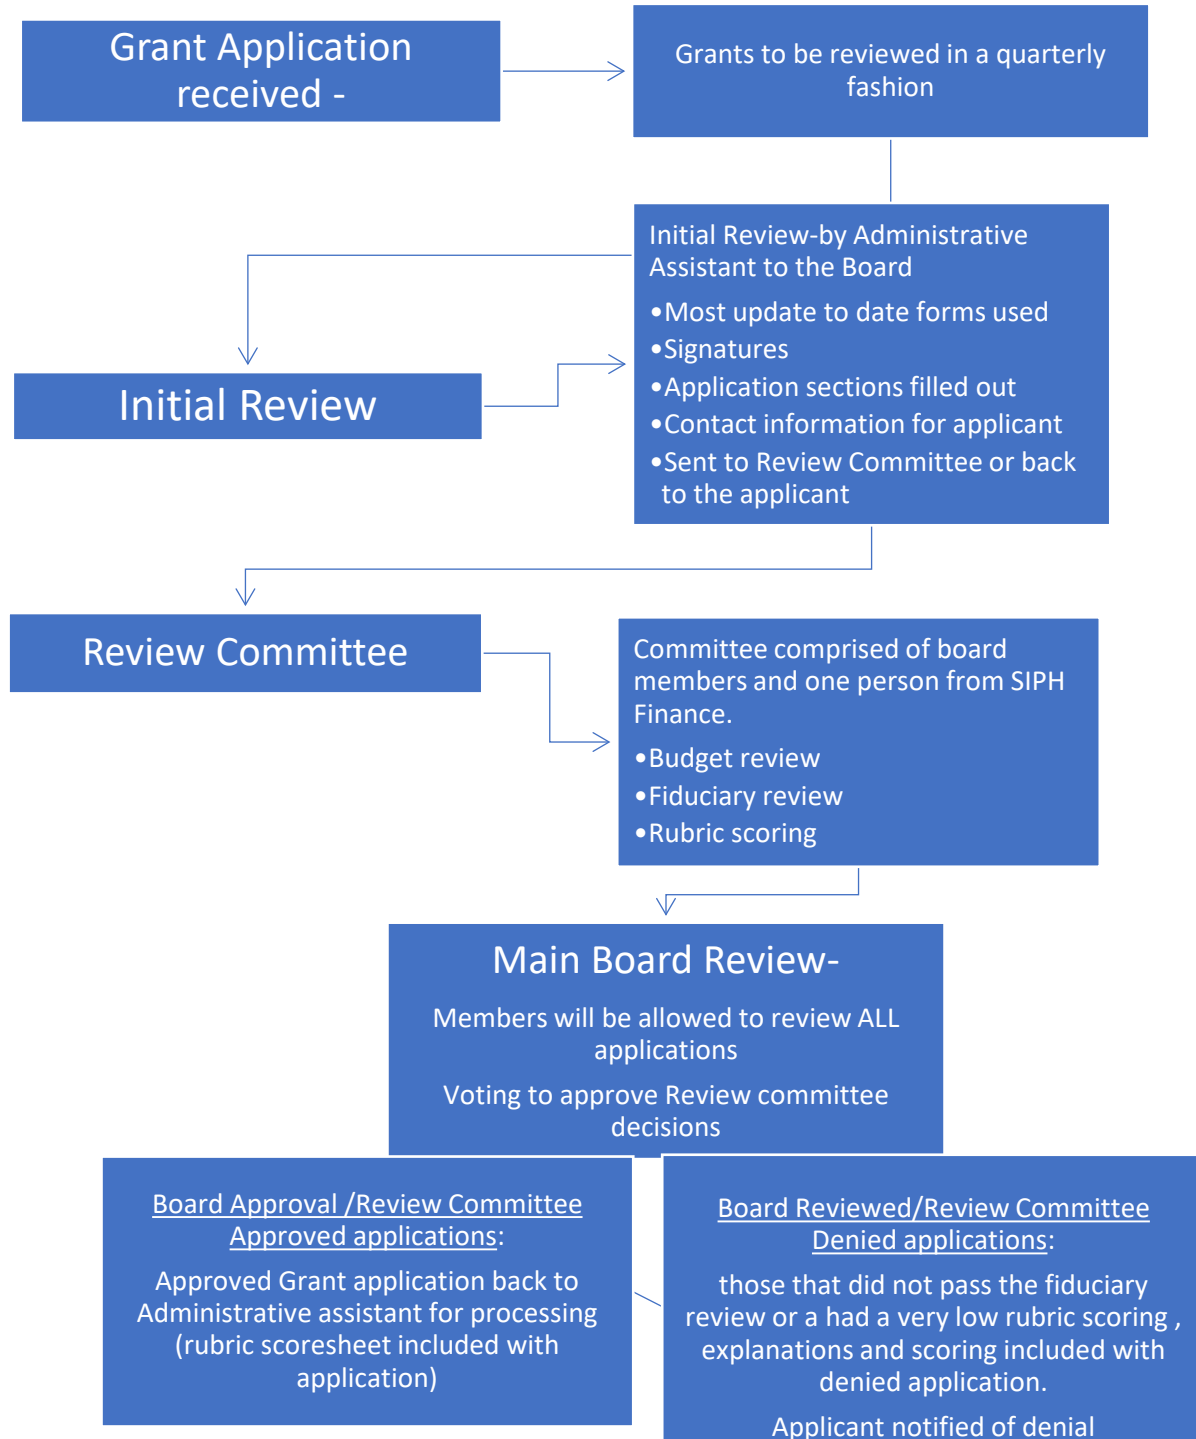 Grant Application
received -
Grants to be reviewed in a quarterly
fashion
Initial Review-by Administrative
Assistant to the Board
•Most update to date forms used
•Signatures
•Application sections filled out
•Contact information for applicant
•Sent to Review Committee or back
to the applicant
Initial Review
Review Committee
Committee comprised of board
members and one person from SIPH
Finance.
•Budget review
•Fiduciary review
•Rubric scoring
Main Board Review-
Members will be allowed to review ALL
applications
Voting to approve Review committee
decisions
Board Approval /Review Committee
Approved applications:
Approved Grant application back to
Administrative assistant for processing
(rubric scoresheet included with
application)
Board Reviewed/Review Committee
Denied applications:
those that did not pass the fiduciary
review or a had a very low rubric scoring ,
explanations and scoring included with
denied application.
Applicant notified of denial